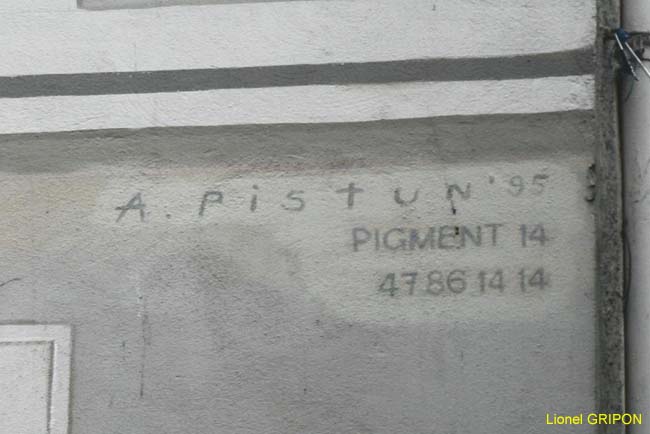 A. PiSTUN '95
PIGMENT 14
47 86 14 14
Lionel GRIPON